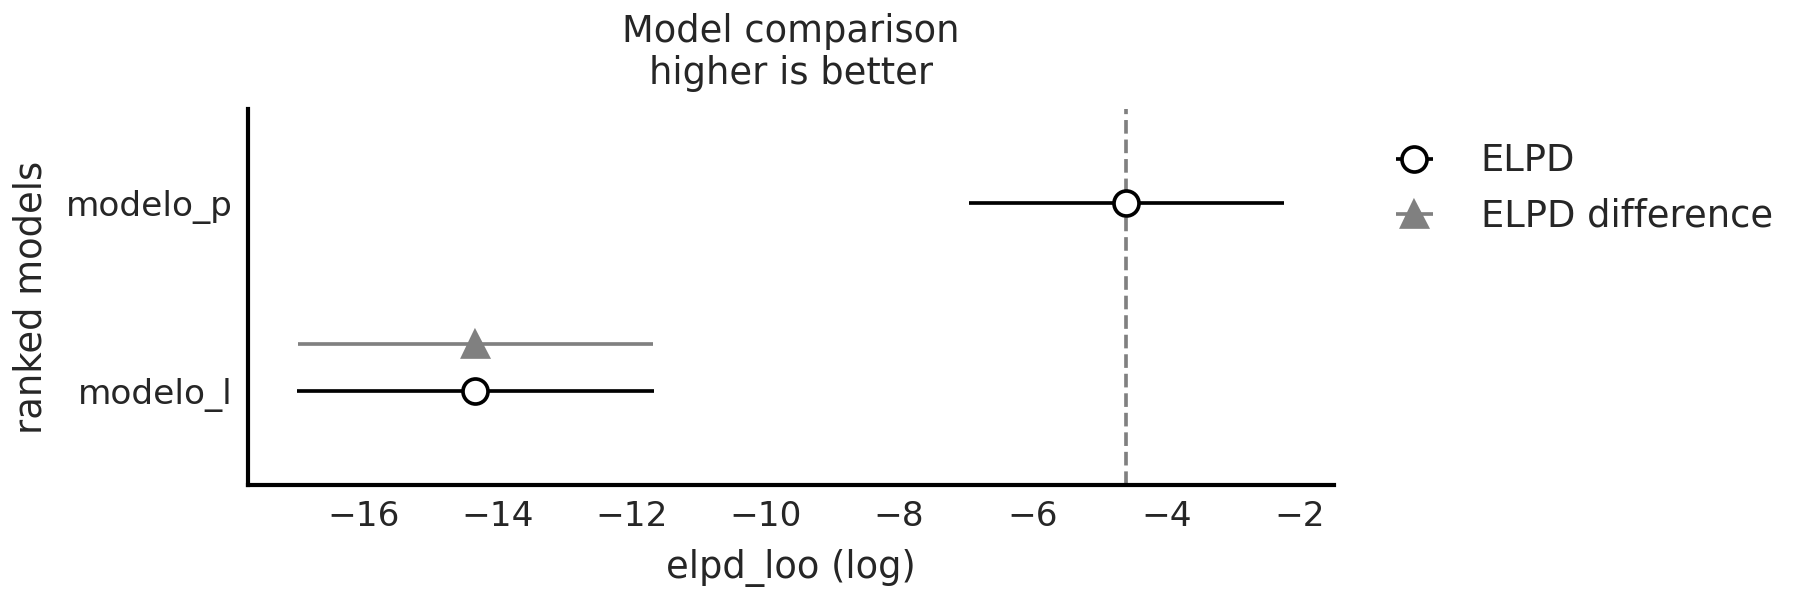 Model comparison
higher is better
ranked models
modelo_p
modelo_l
−16 −14 −12 −10 −8 −6 −4 −2
elpd_loo (log)
ELPD
ELPD difference